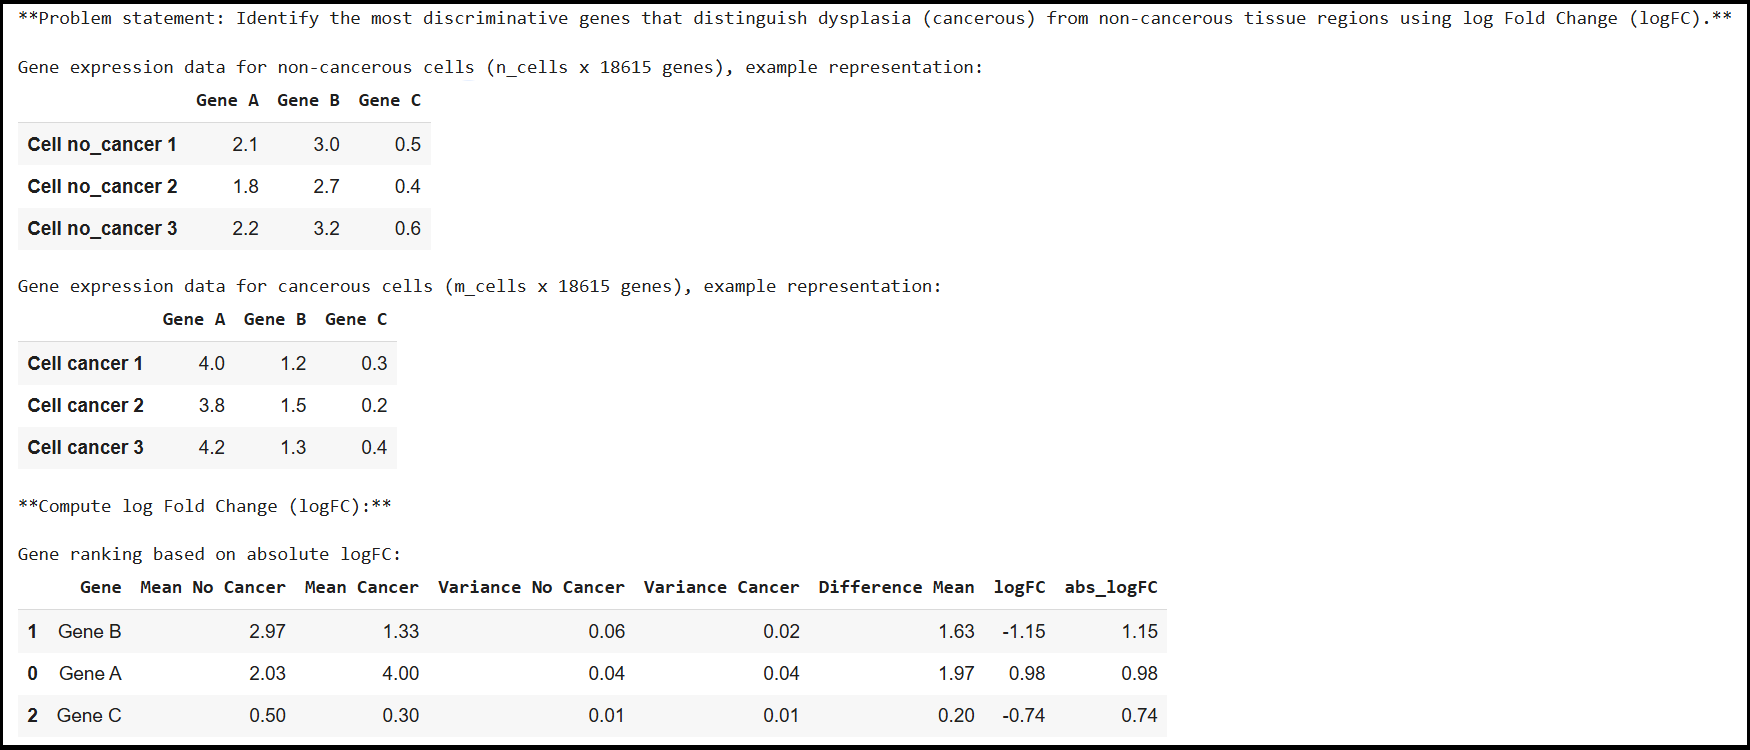 **Problem statement: Identify the most discriminative genes that distinguish dysplasia (cancerous) from non-cancerous tissue regions using log Fold Change (logFC).**
Gene expression data for non-cancerous cells (n_cells x 18615 genes), example representation:
Gene A Gene B Gene C
Cell no_cancer 1 2.1 3.0 0.5
Cell no_cancer 2 1.8 2.7 0.4
Cell no_cancer 3 2.2 3.2 0.6
Gene expression data for cancerous cells (m_cells x 18615 genes), example representation:
Gene A Gene B Gene C
Cell cancer 1 4.0 1.2 0.3
Cell cancer 2 3.8 1.5 0.2
Cell cancer 3 4.2 1.3 0.4
**Compute log Fold Change (logFC):**
Gene ranking based on absolute logFC:
Gene Mean No Cancer Mean Cancer Variance No Cancer Variance Cancer Difference Mean logFC abs_logFC
1 Gene B 2.97 1.33 0.06 0.02 1.63 -1.15 1.15
0 Gene A 2.03 4.00 0.04 0.04 1.97 0.98 0.98
2 Gene C 0.50 0.30 0.01 0.01 0.20 -0.74 0.74